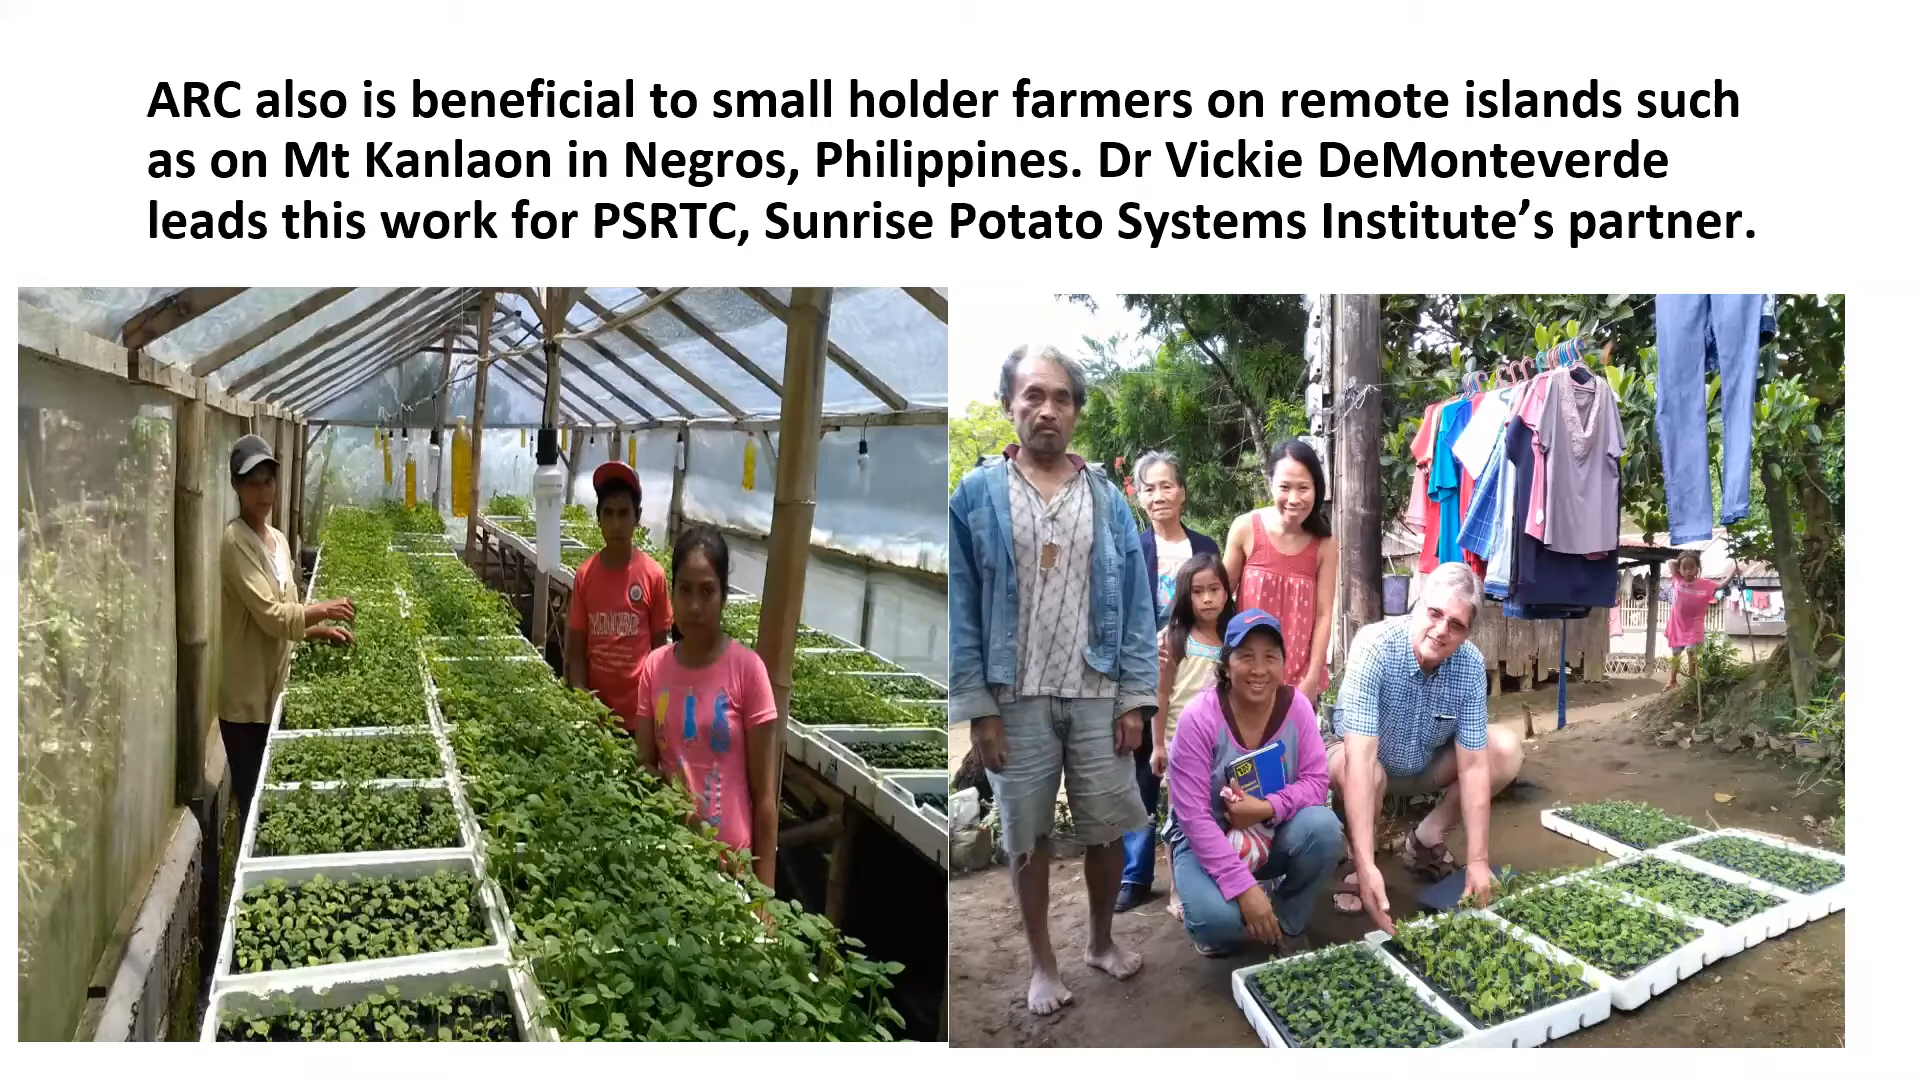 ARC also is beneficial to small holder farmers on remote islands such
as on Mt Kanlaon in Negros, Philippines. Dr Vickie DeMonteverde
leads this work for PSRTC, Sunrise Potato Systems Institute’s partner.